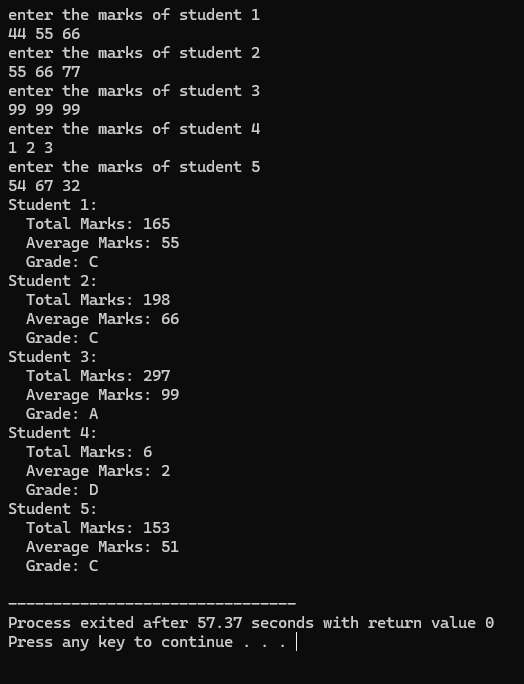 enter the marks of student 1
44 55 66
enter the marks of student 2
55 66 77
enter the marks of student 3
99 99 99
enter the marks of student 4
1 2 3
enter the marks of student 5
54 67 32
Student 1:
  Total Marks: 165
  Average Marks: 55
  Grade: C
Student 2:
  Total Marks: 198
  Average Marks: 66
  Grade: C
Student 3:
  Total Marks: 297
  Average Marks: 99
  Grade: A
Student 4:
  Total Marks: 6
  Average Marks: 2
  Grade: D
Student 5:
  Total Marks: 153
  Average Marks: 51
  Grade: C

--------------------------------
Process exited after 57.37 seconds with return value 0
Press any key to continue . . .